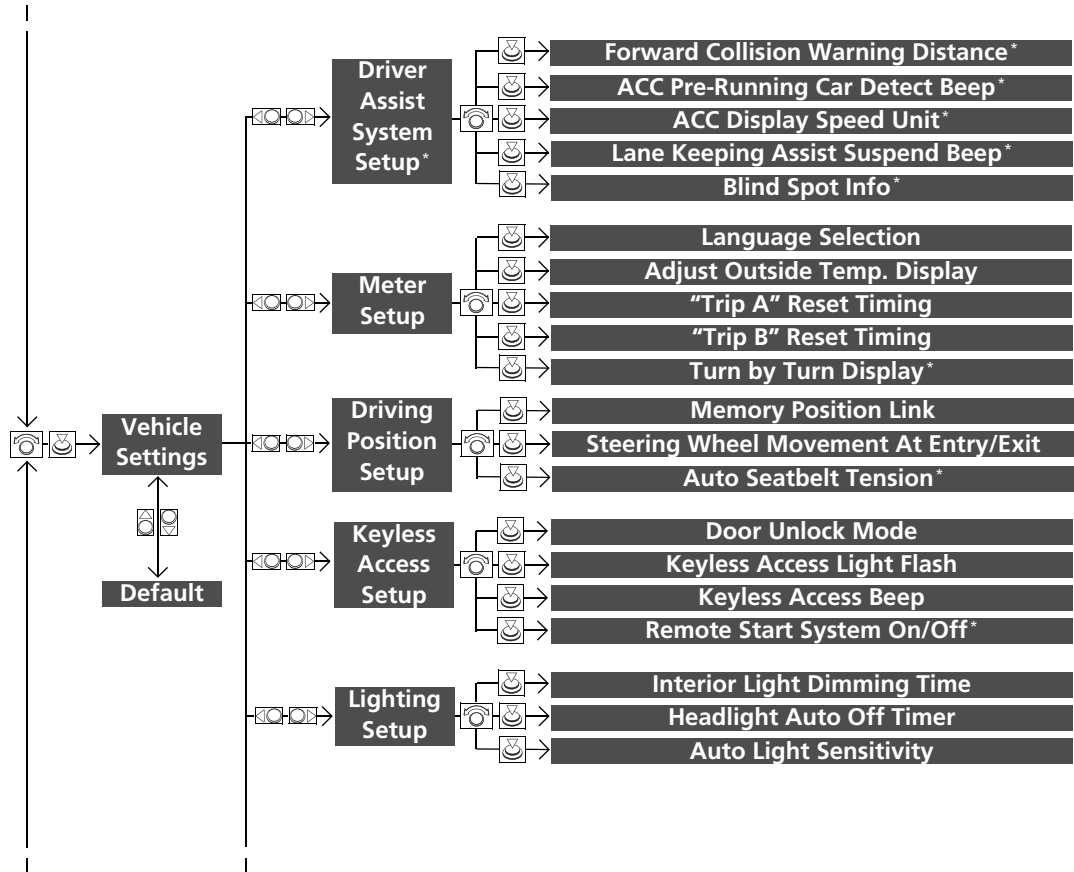 Driver
Assist
System
Setup*
Forward Collision Warning Distance*
ACC Pre-Running Car Detect Beep*
ACC Display Speed Unit*
Lane Keeping Assist Suspend Beep*
Blind Spot Info*
Meter
Setup
Language Selection
Adjust Outside Temp. Display
“Trip A” Reset Timing
“Trip B” Reset Timing
Turn by Turn Display*
Vehicle
Settings
Default
Driving
Position
Setup
Memory Position Link
Steering Wheel Movement At Entry/Exit
Auto Seatbelt Tension*
Keyless
Access
Setup
Door Unlock Mode
Keyless Access Light Flash
Keyless Access Beep
Remote Start System On/Off*
Lighting
Setup
Interior Light Dimming Time
Headlight Auto Off Timer
Auto Light Sensitivity